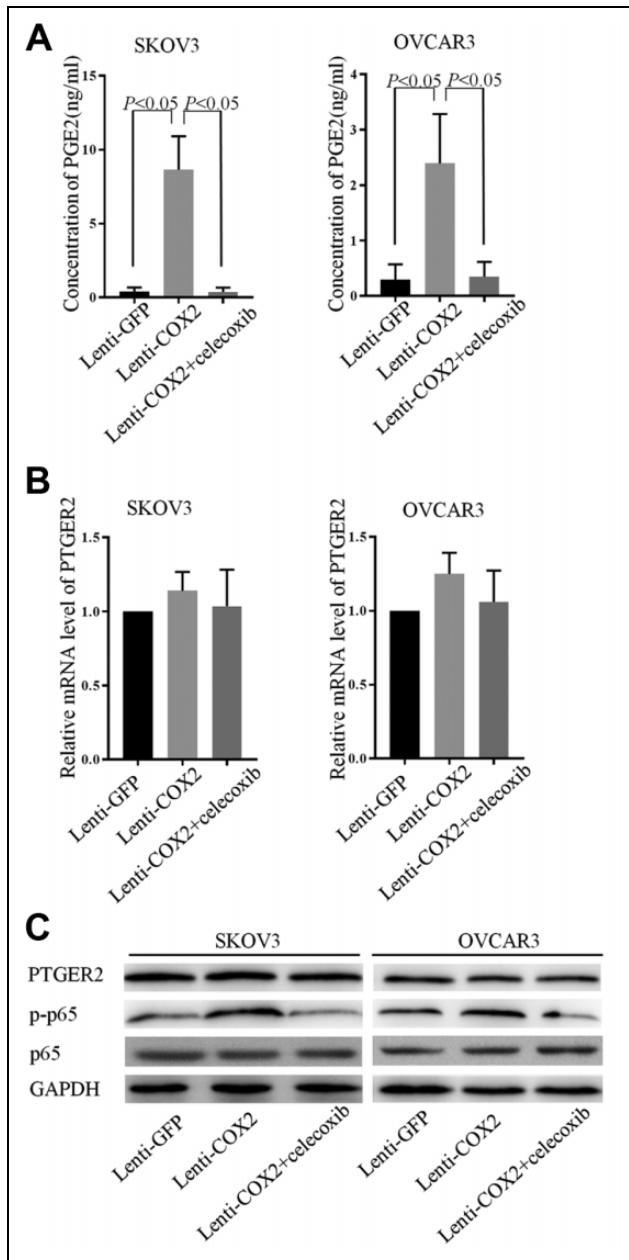 A
SKOV3
OVCAR3
Concentration of PGE2(ng/ml)
15
10
5
0
P<0.05 P<0.05
Lenti-GFP
Lenti-COX2
Lenti-COX2+celecoxib
Concentration of PGE2(ng/ml)
4
3
2
1
0
P<0.05 P<0.05
Lenti-GFP
Lenti-COX2
Lenti-COX2+celecoxib
B
SKOV3
OVCAR3
Relative mRNA level of PTGER2
1.5
1.0
0.5
0.0
Lenti-GFP
Lenti-COX2
Lenti-COX2+celecoxib
Relative mRNA level of PTGER2
1.5
1.0
0.5
0.0
Lenti-GFP
Lenti-COX2
Lenti-COX2+celecoxib
C
SKOV3
OVCAR3
PTGER2
p-p65
p65
GAPDH
Lenti-GFP
Lenti-COX2
Lenti-COX2+celecoxib
Lenti-GFP
Lenti-COX2
Lenti-COX2+celecoxib